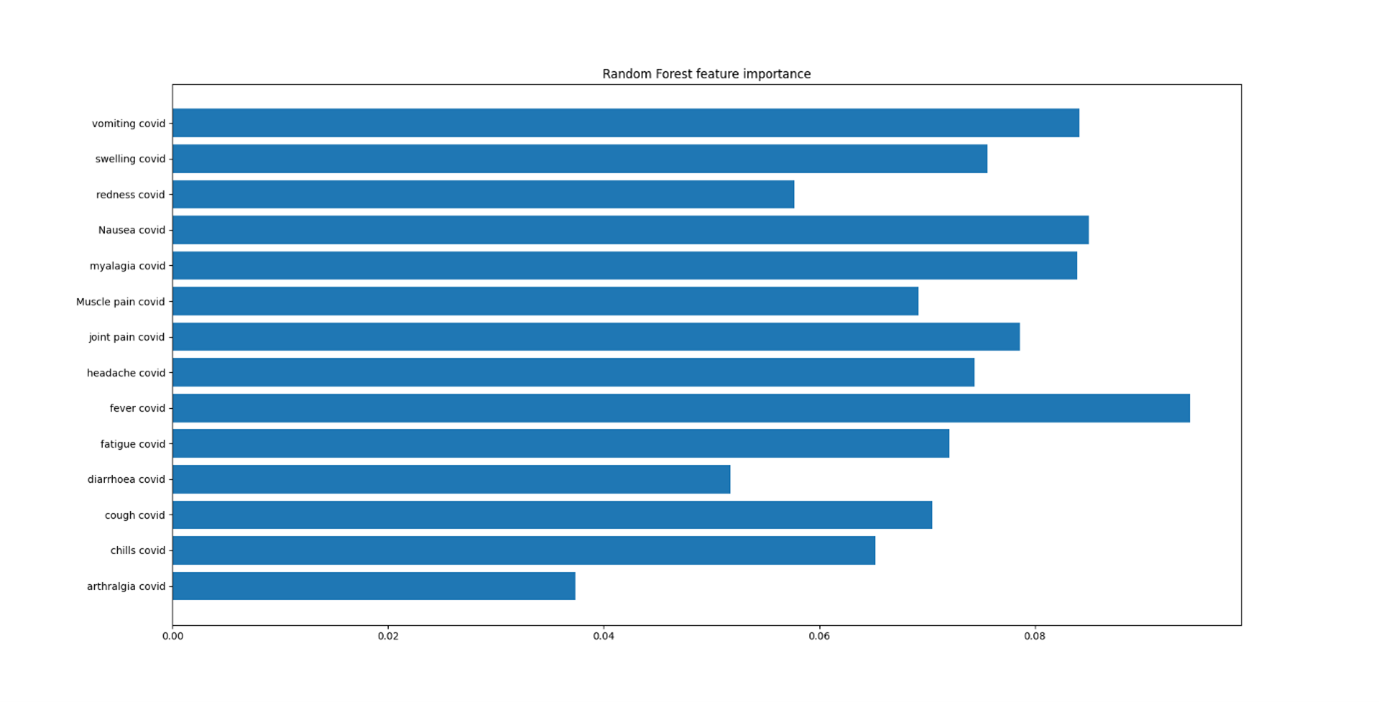 Random Forest feature importance
vomiting covid
swelling covid
redness covid
Nausea covid
myalagia covid
Muscle pain covid
joint pain covid
headache covid
fever covid
fatigue covid
diarrhoea covid
cough covid
chills covid
arthralgia covid
0.00 0.02 0.04 0.06 0.08